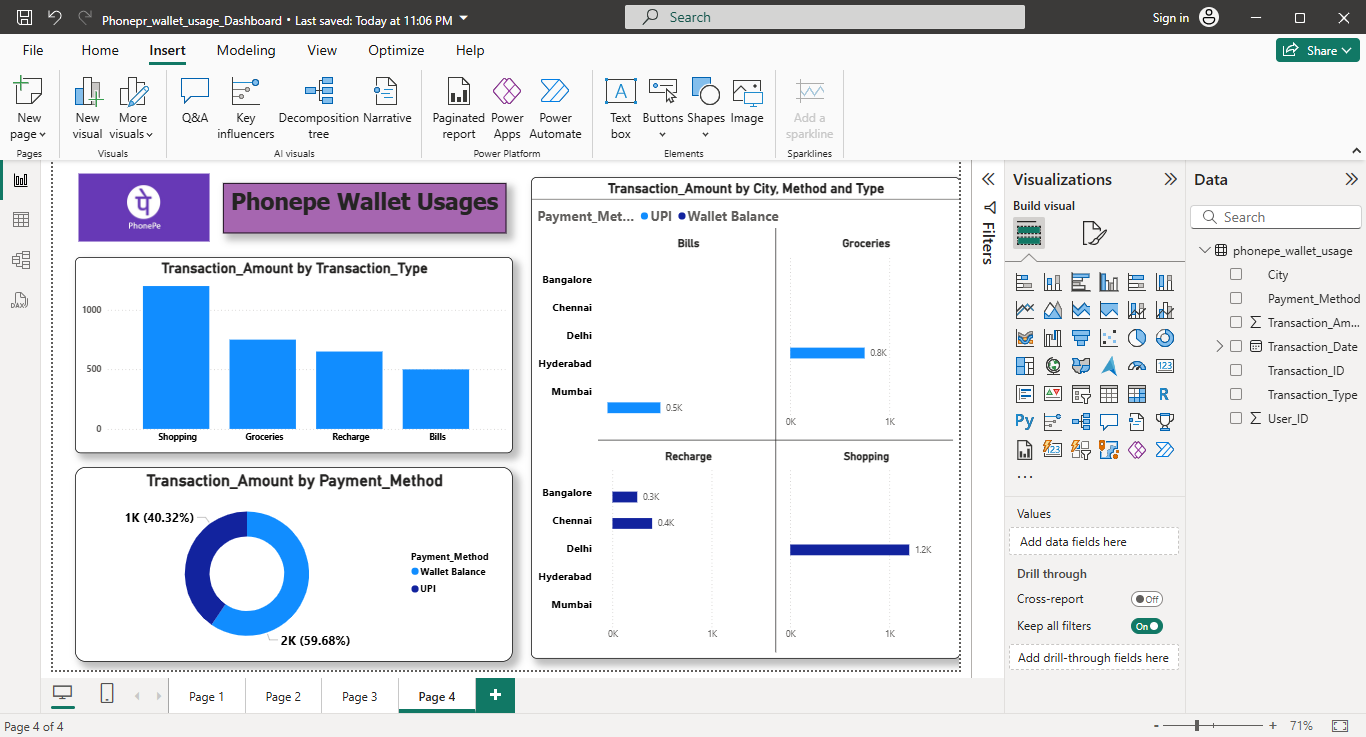 Phonepr_wallet_usage_Dashboard • Last saved: Today at 11:06 PM
Search
Sign in
File Home Insert Modeling View Optimize Help
Share
New page
New visual
More visuals
Q&A
Key influencers
Decomposition tree
Narrative
Paginated report
Power Apps
Power Automate
Text box
Buttons
Shapes
Image
Add a sparkline
Pages
Visuals
AI visuals
Power Platform
Elements
Sparklines
पे
PhonePe
Phonepe Wallet Usages
Transaction_Amount by Transaction_Type
1000
500
0
Shopping Groceries Recharge Bills
Transaction_Amount by Payment_Method
1K (40.32%)
2K (59.68%)
Payment_Method
Wallet Balance
UPI
Transaction_Amount by City, Method and Type
Payment_Met... UPI Wallet Balance
Bills Groceries
Bangalore
Chennai
Delhi
Hyderabad
0.8K
Mumbai
0.5K
0K 1K
Recharge Shopping
Bangalore 0.3K
Chennai 0.4K
Delhi 1.2K
Hyderabad
Mumbai
0K 1K 0K 1K
Filters
Visualizations
Build visual
123
R
Py
123
...
Values
Add data fields here
Drill through
Cross-report Off
Keep all filters On
Add drill-through fields here
Data
Search
phonepe_wallet_usage
City
Payment_Method
Transaction_Am...
Transaction_Date
Transaction_ID
Transaction_Type
User_ID
DAX
Page 1 Page 2 Page 3 Page 4 +
Page 4 of 4
- + 71%